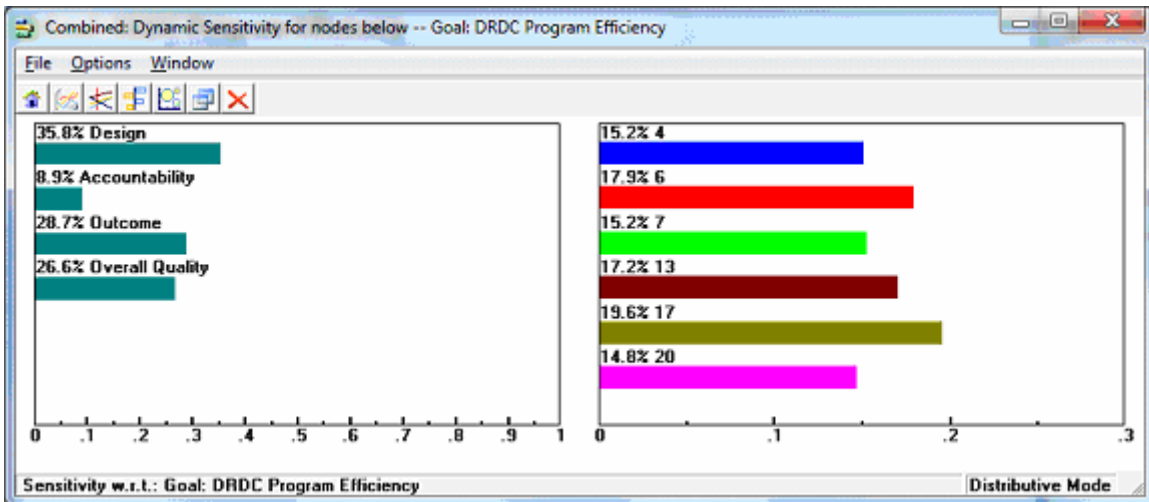 Combined: Dynamic Sensitivity for nodes below -- Goal: DRDC Program Efficiency
File Options Window
35.8% Design
8.9% Accountability
28.7% Outcome
26.6% Overall Quality
0 .1 .2 .3 .4 .5 .6 .7 .8 .9 1
15.2% 4
17.9% 6
15.2% 7
17.2% 13
19.6% 17
14.8% 20
0 .1 .2 .3
Sensitivity w.r.t.: Goal: DRDC Program Efficiency
Distributive Mode